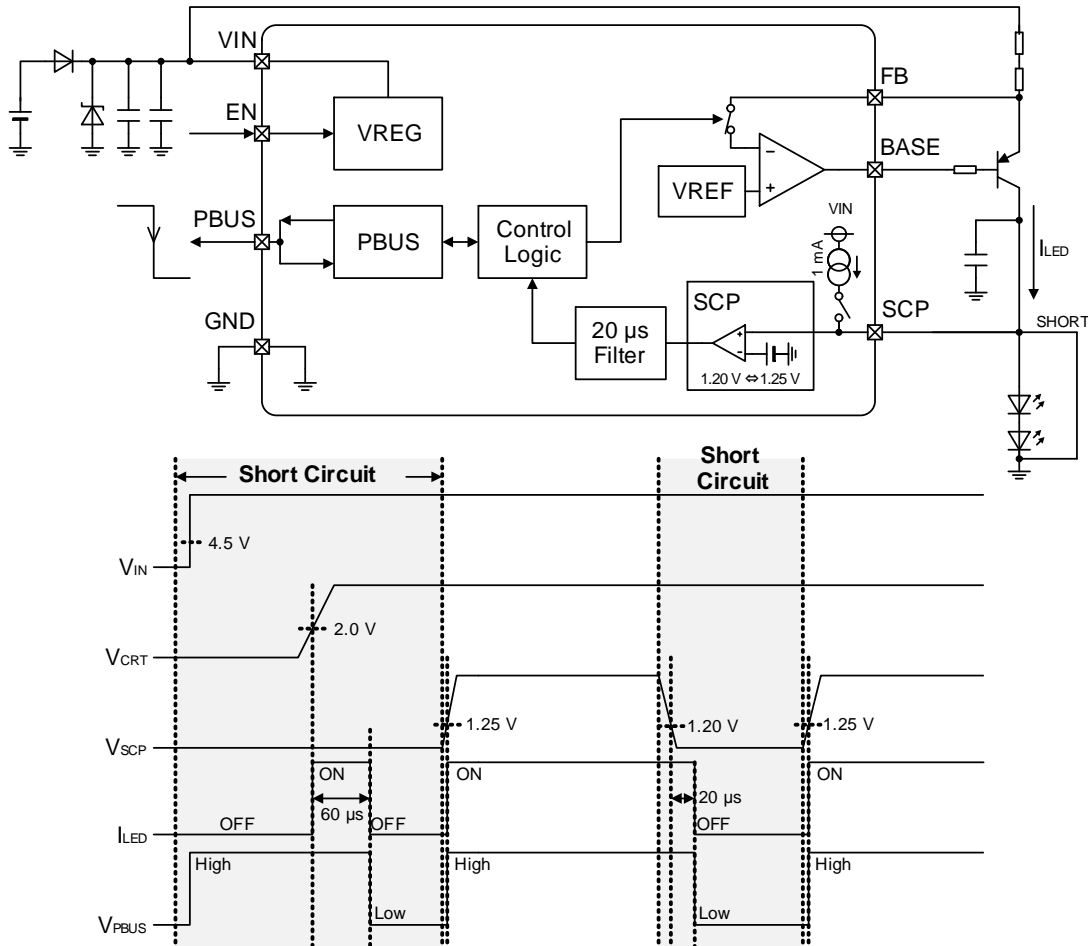 VIN
FB
EN
VREG
BASE
VREF
VIN
PBUS
PBUS
Control
Logic
1 mA
ILED
SCP
SCP
SHORT
GND
20 µs
Filter
1.20 V ⇔ 1.25 V
Short Circuit
Short
Circuit
4.5 V
VIN
2.0 V
VCRT
1.25 V
1.20 V
1.25 V
VSCP
ON
ON
ON
60 µs
20 µs
OFF
OFF
OFF
ILED
High
High
High
Low
Low
VPBUS